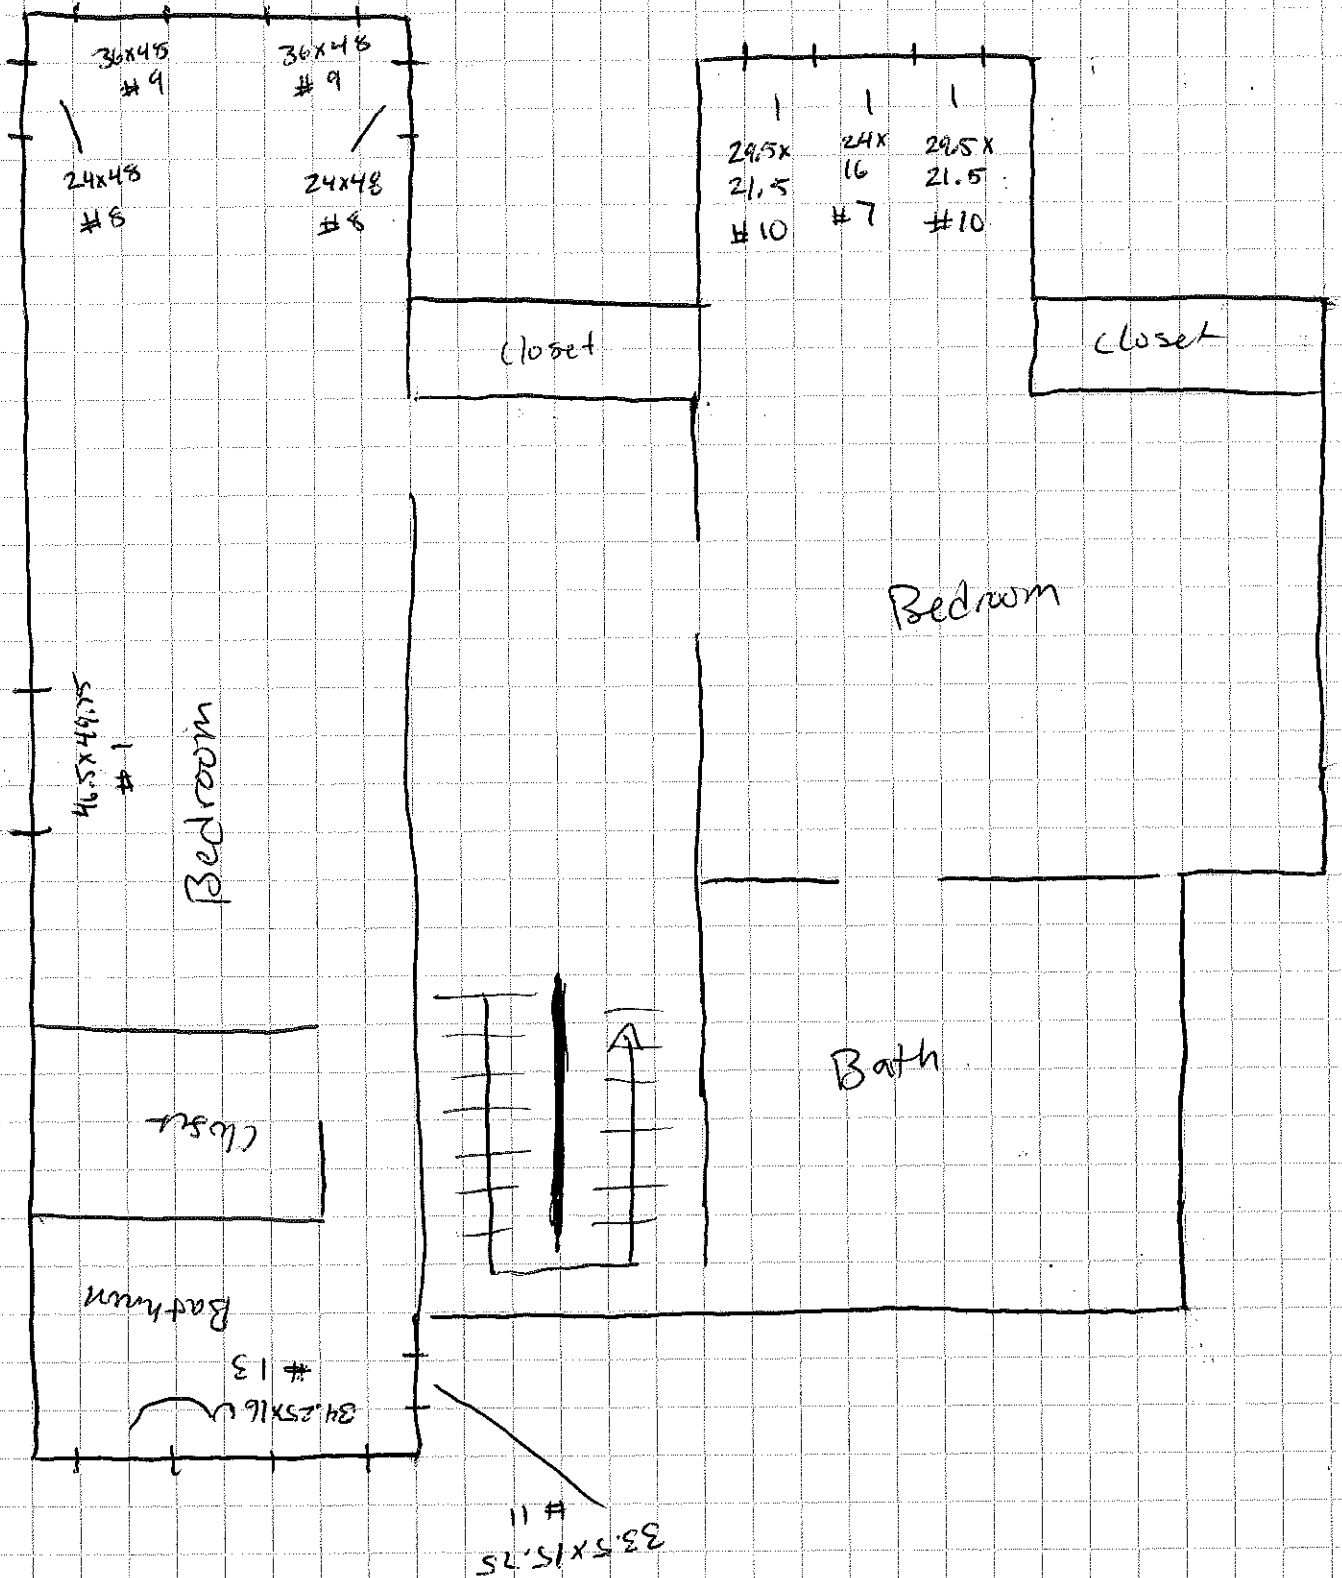 36x48
#9
36x48
#9
24x48
#8
24x48
#8
29.5x
21.5
#10
24x
16
#7
29.5x
21.5
#10
Closet
Closet
Bedroom
46.5x49.75
#1
Bedroom
Closet
Bath
Bathroom
#13
34.25x16
#11
33.5x15.75